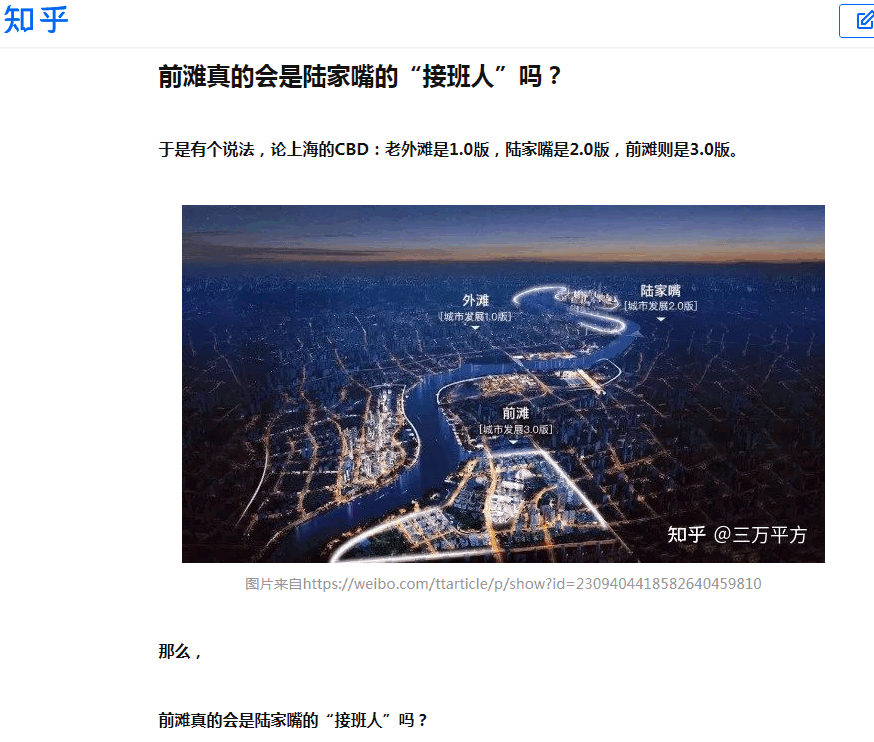 知乎
前滩真的会是陆家嘴的“接班人”吗？
于是有个说法，论上海的CBD：老外滩是1.0版，陆家嘴是2.0版，前滩则是3.0版。
外滩
[城市发展1.0版]
陆家嘴
[城市发展2.0版]
前滩
[城市发展3.0版]
知乎 @三万平方
图片来自https://weibo.com/ttarticle/p/show?id=2309404418582640459810
那么，
前滩真的会是陆家嘴的“接班人”吗？